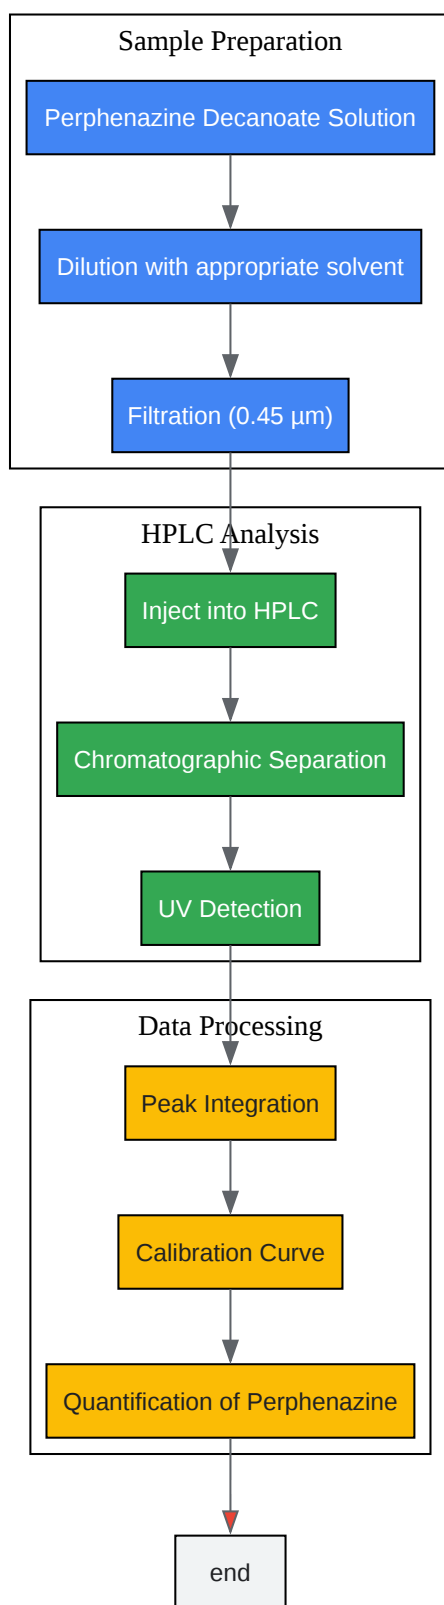 Sample Preparation
Perphenazine Decanoate Solution
Dilution with appropriate solvent
Filtration (0.45 µm)
HPLC Analysis
Inject into HPLC
Chromatographic Separation
UV Detection
Data Processing
Peak Integration
Calibration Curve
Quantification of Perphenazine
end